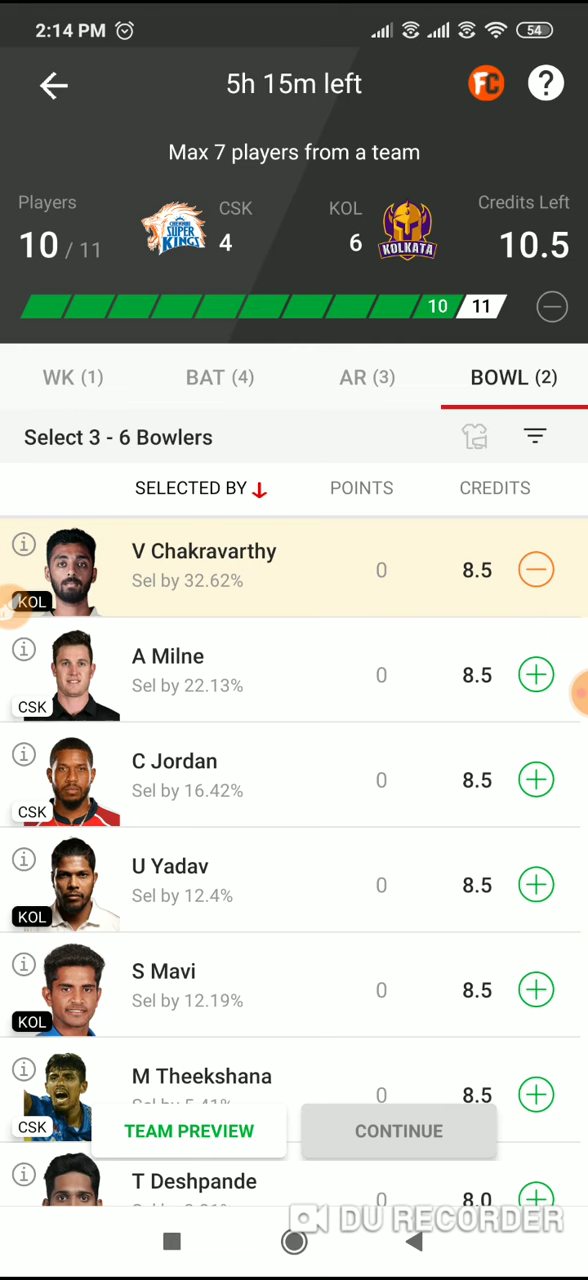 2:14 PM 54
5h 15m left
FC ?
Max 7 players from a team
Players CSK KOL Credits Left
10 / 11 4 6 10.5
CHENNAI SUPER KINGS
KOLKATA
10 11
WK (1) BAT (4) AR (3) BOWL (2)
Select 3 - 6 Bowlers
SELECTED BY POINTS CREDITS
V Chakravarthy
Sel by 32.62% 0 8.5
KOL
A Milne
Sel by 22.13% 0 8.5
CSK
C Jordan
Sel by 16.42% 0 8.5
CSK
U Yadav
Sel by 12.4% 0 8.5
KOL
S Mavi
Sel by 12.19% 0 8.5
KOL
M Theekshana
0 8.5
CSK
TEAM PREVIEW CONTINUE
T Deshpande
0 8.0
DU RECORDER